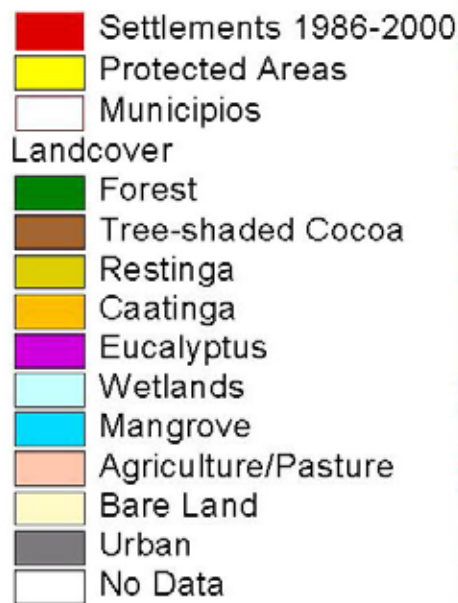 Settlements 1986-2000
Protected Areas
Municipios
Landcover
Forest
Tree-shaded Cocoa
Restinga
Caatinga
Eucalyptus
Wetlands
Mangrove
Agriculture/Pasture
Bare Land
Urban
No Data